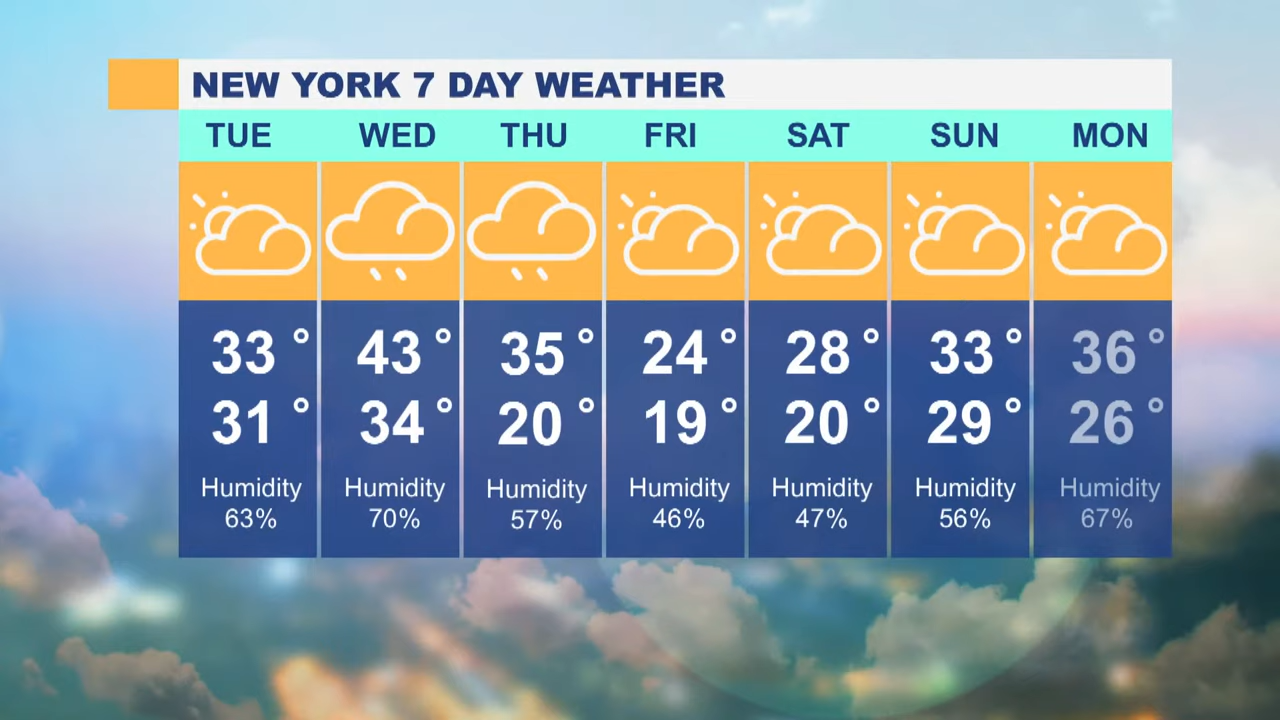 NEW YORK 7 DAY WEATHER
TUE WED THU FRI SAT SUN MON
33° 43° 35° 24° 28° 33° 36°
31° 34° 20° 19° 20° 29° 26°
Humidity Humidity Humidity Humidity Humidity Humidity Humidity
63% 70% 57% 46% 47% 56% 67%